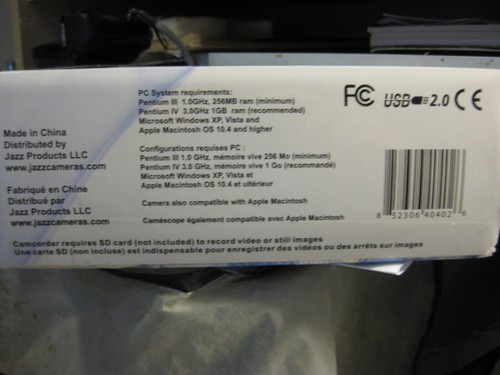 PC System requirements:
Pentium III 1.0GHz, 256MB ram (minimum)
Pentium IV 3.0GHz 1GB ram (recommended)
Microsoft Windows XP, Vista and
Apple Macintosh OS 10.4 and higher
FC USB 2.0 CE
Made in China
Distributed by
Jazz Products LLC
www.jazzcameras.com
Configurations requises PC :
Pentium III 1.0 GHz, mémoire vive 256 Mo (minimum)
Pentium IV 3.0 GHz, mémoire vive 1 Go (recommandé)
Microsoft Windows XP, Vista et
Apple Macintosh OS 10.4 et ultérieur
Fabriqué en Chine
Distribué par
Jazz Products LLC
www.jazzcameras.com
Camera also compatible with Apple Macintosh
Caméscope également compatible avec Apple Macintosh
8 52306 40402 6
Camcorder requires SD card (not included) to record video or still images
Une carte SD (non incluse) est indispensable pour enregistrer des vidéos ou des arrêts sur images